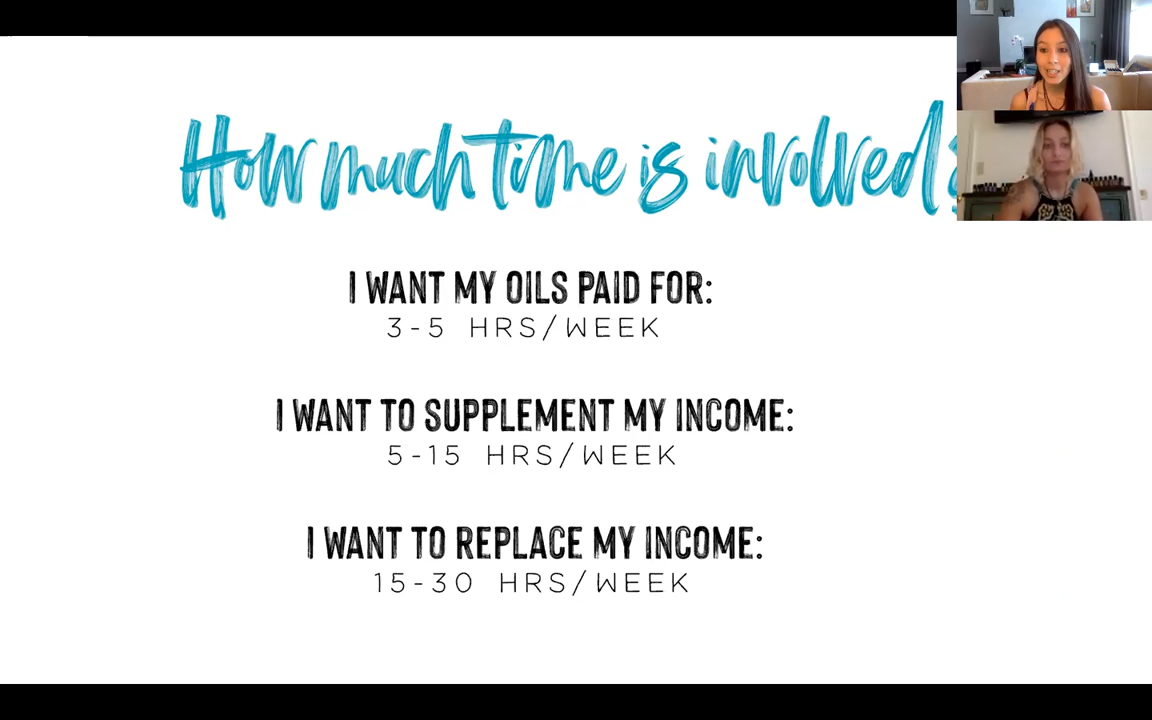 How much time is involved?
I WANT MY OILS PAID FOR:
3-5 HRS/WEEK
I WANT TO SUPPLEMENT MY INCOME:
5-15 HRS/WEEK
I WANT TO REPLACE MY INCOME:
15-30 HRS/WEEK